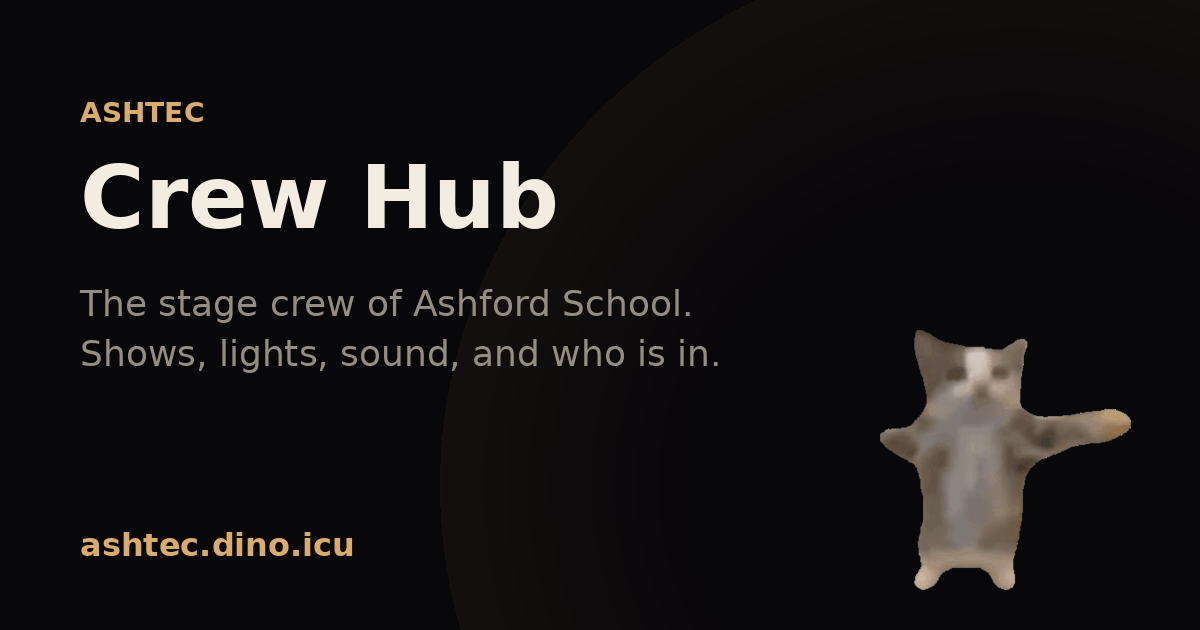 ASHTEC
Crew Hub
The stage crew of Ashford School.
Shows, lights, sound, and who is in.
ashtec.dino.icu